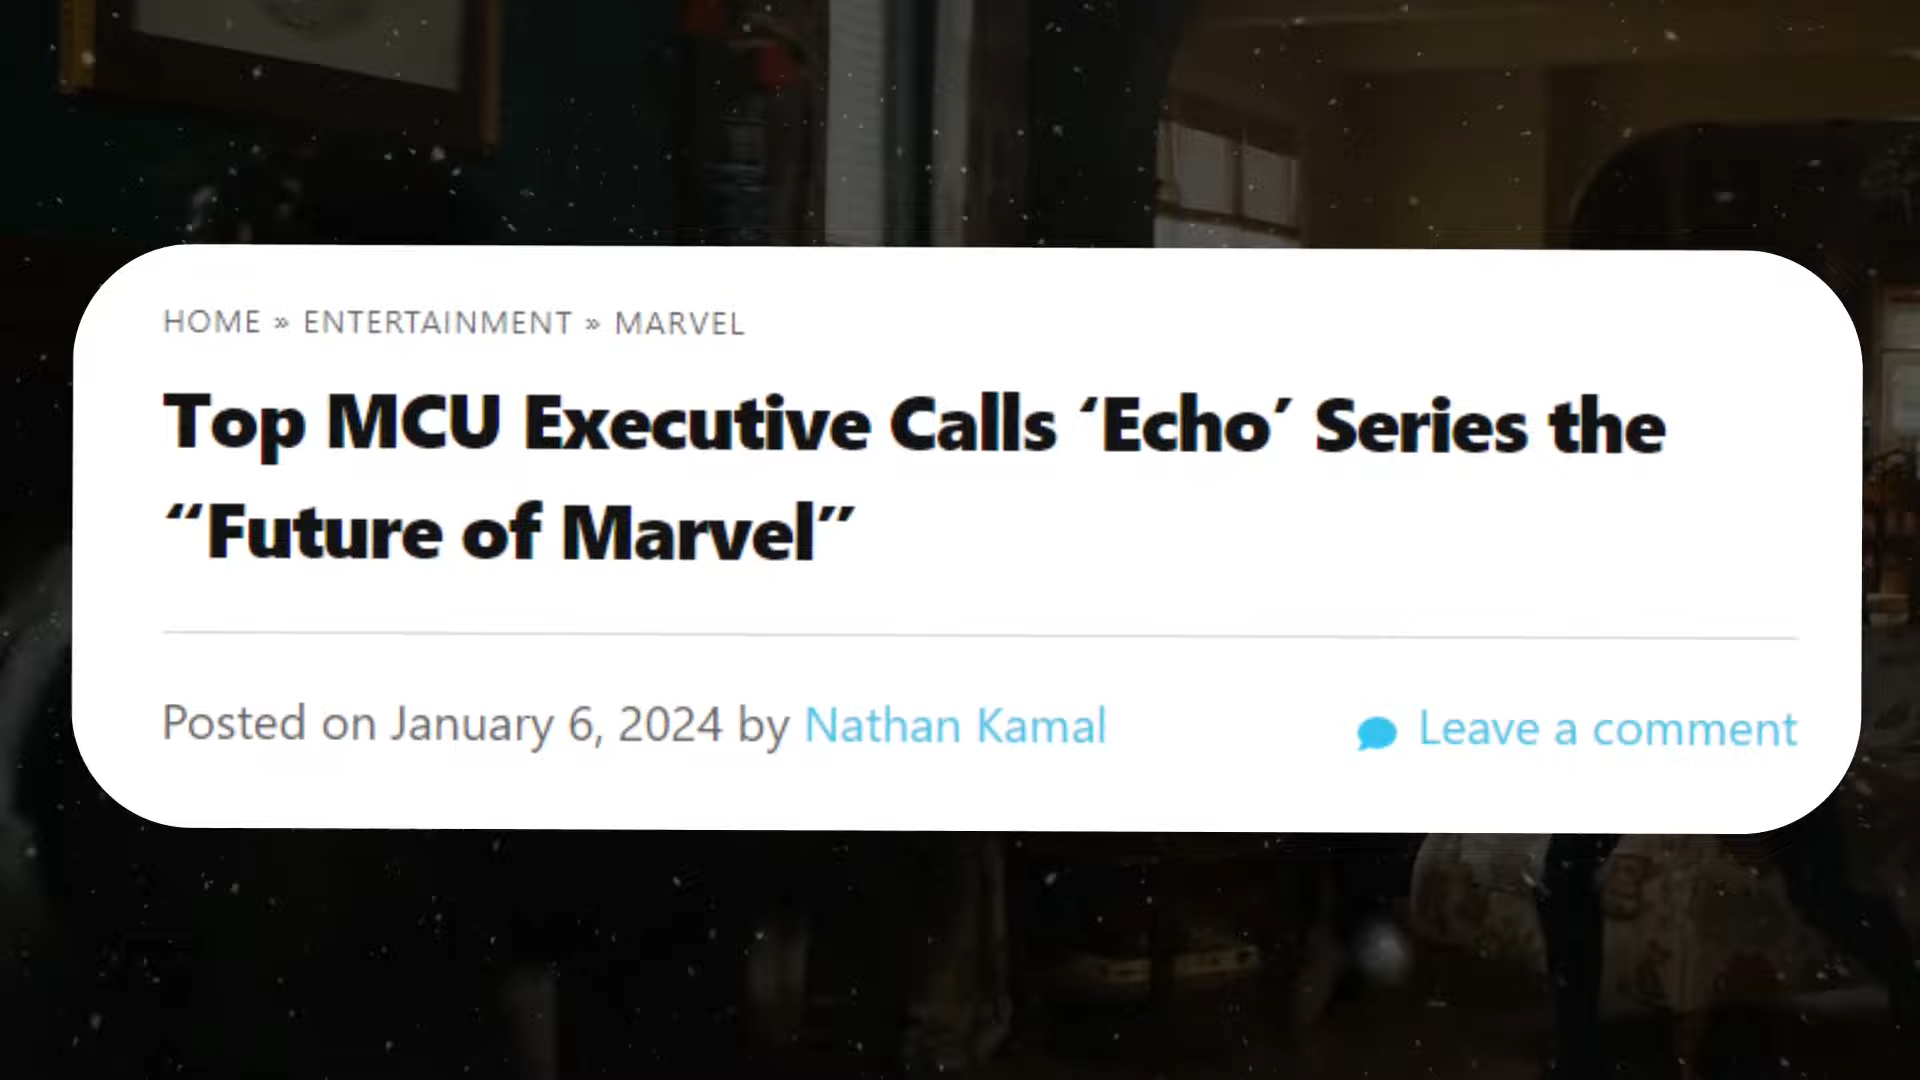 HOME » ENTERTAINMENT » MARVEL
Top MCU Executive Calls ‘Echo’ Series the
“Future of Marvel”
Posted on January 6, 2024 by Nathan Kamal
Leave a comment